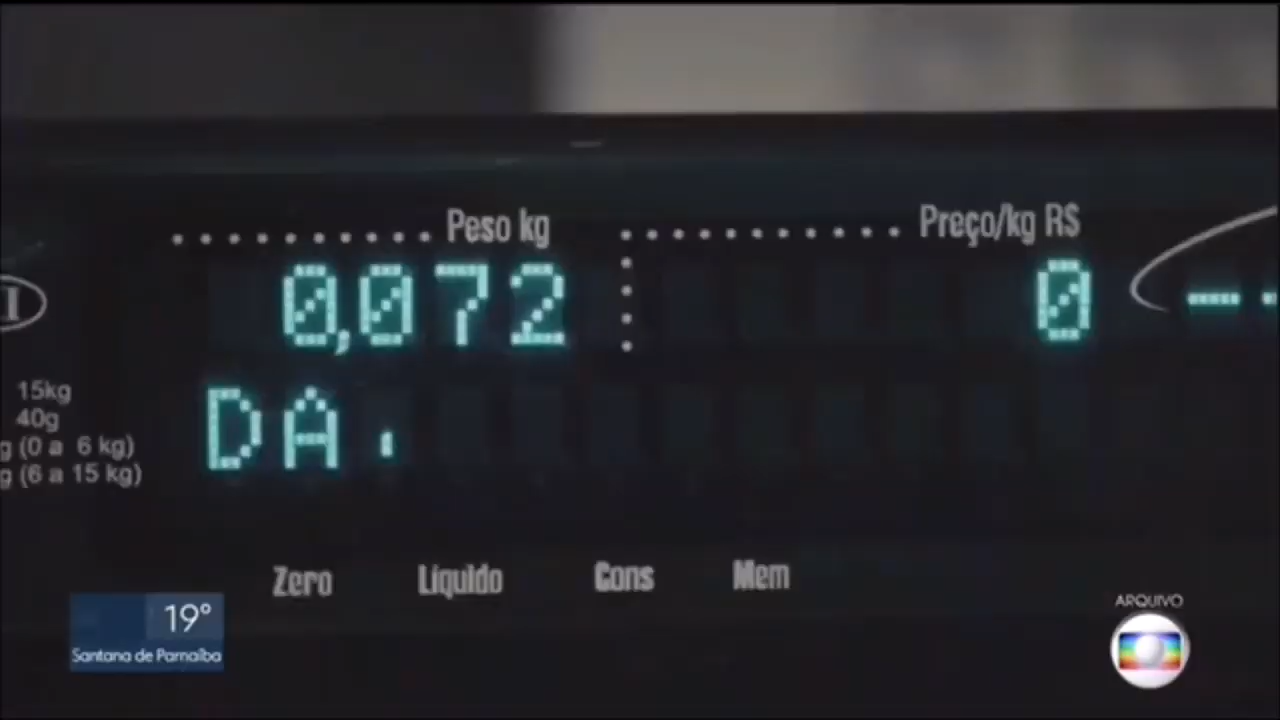 Peso kg
Preço/kg R$
0,072
0
--
DA.
I
15kg
40g
g (0 a 6 kg)
g (6 a 15 kg)
Zero
Líquido
Cons
Mem
19°
Santana de Parnaíba
ARQUIVO